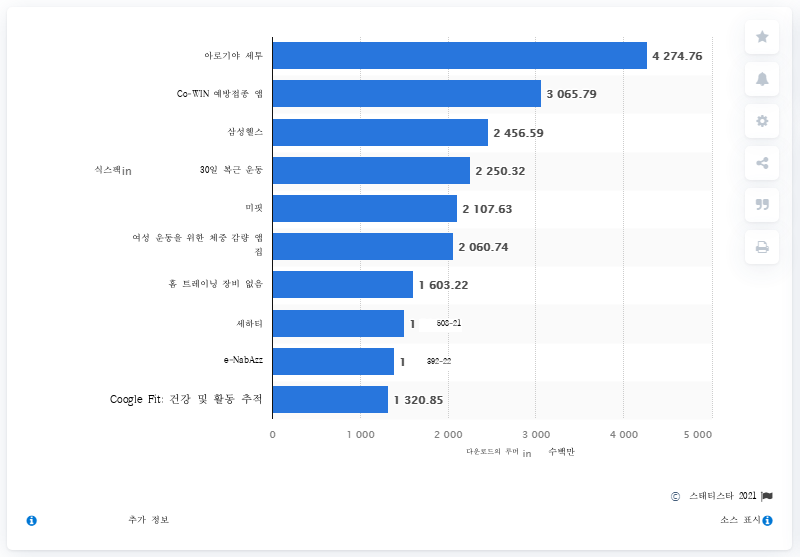 아로기야 세투 4 274.76
Co-WIN 예방접종 앱 3 065.79
삼성헬스 2 456.59
식스팩in 30일 복근 운동 2 250.32
미핏 2 107.63
여성 운동을 위한 체중 감량 앱 2 060.74
집
홈 트레이닝 장비 없음 1 603.22
세하티 1 508-21
e-NabAzz 1 392-22
Google Fit: 건강 및 활동 추적 1 320.85
0 1 000 2 000 3 000 4 000 5 000
다운로드의 in 수백만
© 스태티스타 2021
추가 정보 소스 표시